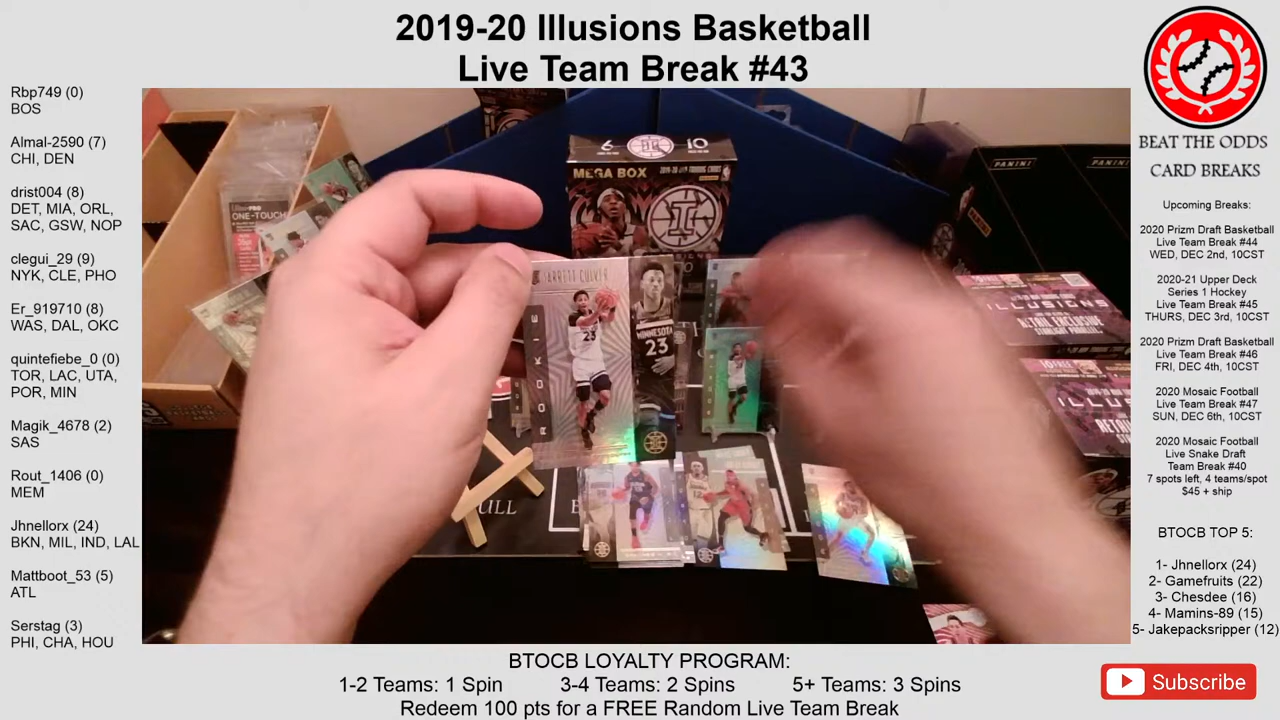 2019-20 Illusions Basketball
Live Team Break #43
Rbp749 (0)
BOS
Almal-2590 (7)
CHI, DEN
drist004 (8)
DET, MIA, ORL,
SAC, GSW, NOP
clegui_29 (9)
NYK, CLE, PHO
Er_919710 (8)
WAS, DAL, OKC
quintefiebe_0 (0)
TOR, LAC, UTA,
POR, MIN
Magik_4678 (2)
SAS
Rout_1406 (0)
MEM
Jhnellorx (24)
BKN, MIL, IND, LAL
Mattboot_53 (5)
ATL
Serstag (3)
PHI, CHA, HOU
6
10
MEGA BOX
ONE-TOUCH
ROOKIE
MINNESOTA
23
23
PANINI
PANINI
ILLUSIONS
RETAIL EXCLUSIVE
BEAT THE ODDS
CARD BREAKS
Upcoming Breaks:
2020 Prizm Draft Basketball
Live Team Break #44
WED, DEC 2nd, 10CST
2020-21 Upper Deck
Series 1 Hockey
Live Team Break #45
THURS, DEC 3rd, 10CST
2020 Prizm Draft Basketball
Live Team Break #46
FRI, DEC 4th, 10CST
2020 Mosaic Football
Live Team Break #47
SUN, DEC 6th, 10CST
2020 Mosaic Football
Live Snake Draft
Team Break #40
7 spots left, 4 teams/spot
$45 + ship
BTOCB TOP 5:
1- Jhnellorx (24)
2- Gamefruits (22)
3- Chesdee (16)
4- Mamins-89 (15)
5- Jakepacksripper (12)
BTOCB LOYALTY PROGRAM:
1-2 Teams: 1 Spin 3-4 Teams: 2 Spins 5+ Teams: 3 Spins
Redeem 100 pts for a FREE Random Live Team Break
Subscribe